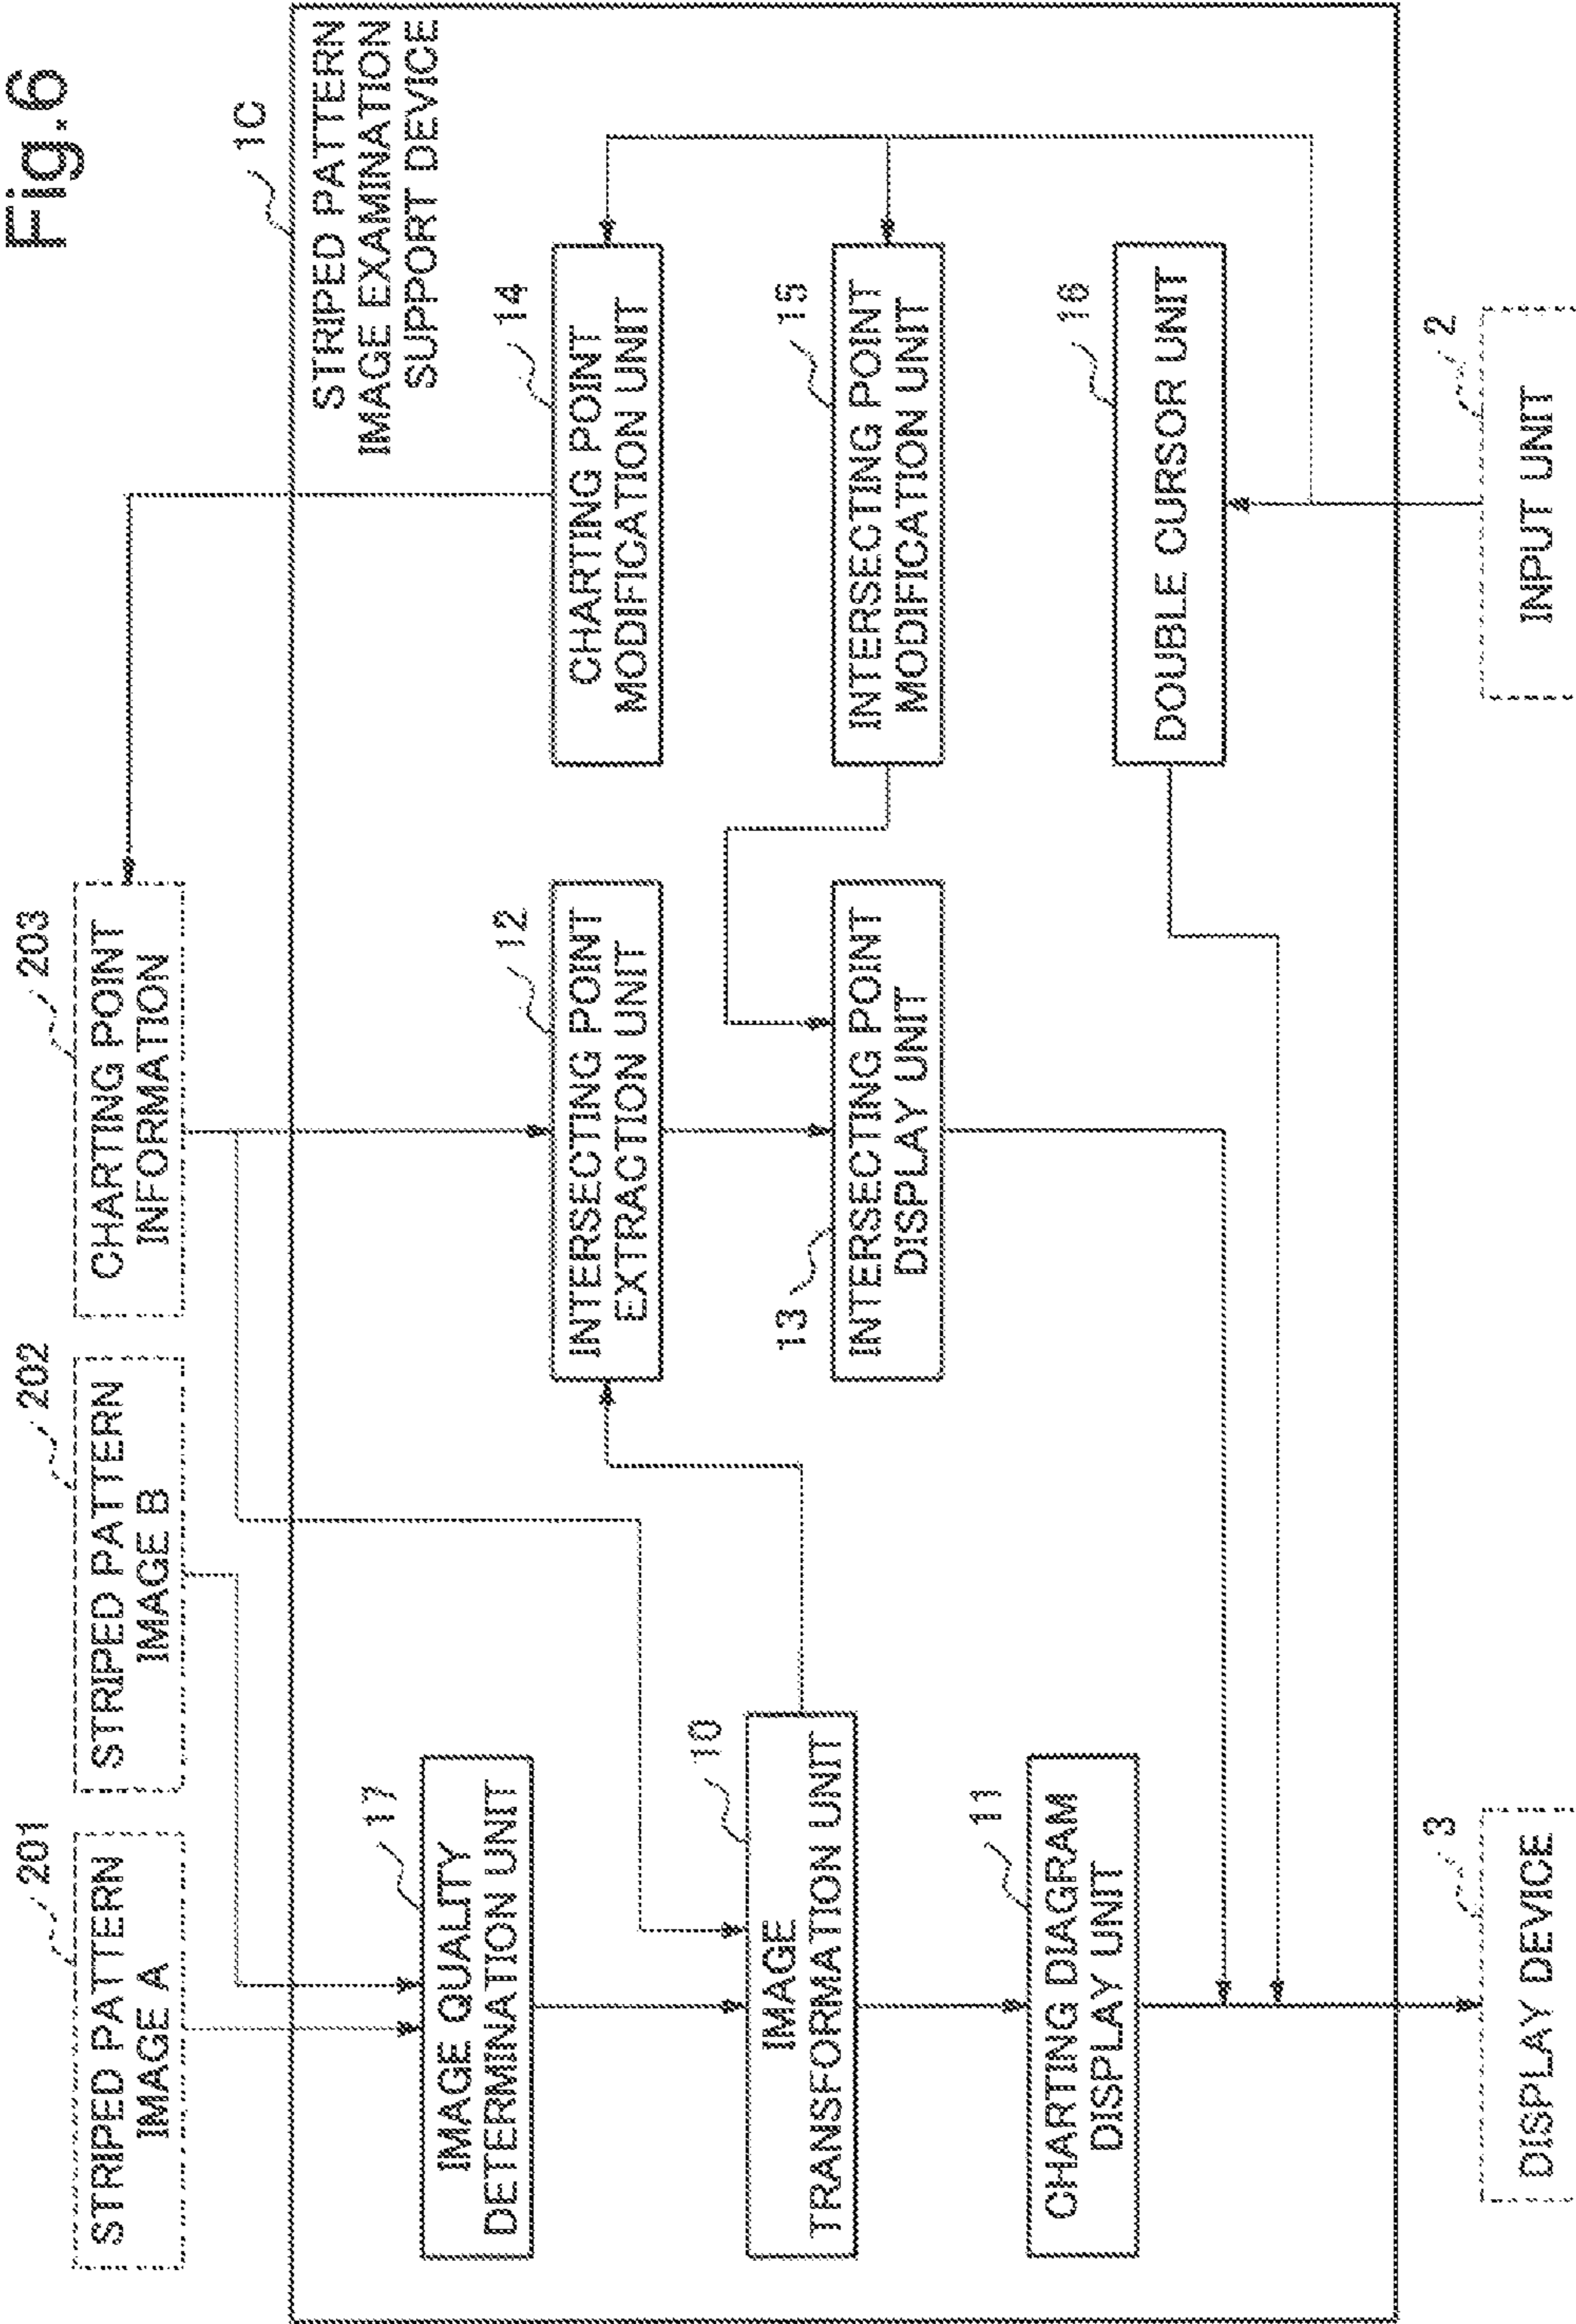 Fig.6
1C
STRIPED PATTERN
IMAGE EXAMINATION
SUPPORT DEVICE
201
STRIPED PATTERN
IMAGE A
202
STRIPED PATTERN
IMAGE B
203
CHARTING POINT
INFORMATION
17
IMAGE QUALITY
DETERMINATION UNIT
12
INTERSECTING POINT
EXTRACTION UNIT
14
CHARTING POINT
MODIFICATION UNIT
10
IMAGE
TRANSFORMATION UNIT
13
INTERSECTING POINT
DISPLAY UNIT
15
INTERSECTING POINT
MODIFICATION UNIT
11
CHARTING DIAGRAM
DISPLAY UNIT
16
DOUBLE CURSOR UNIT
3
DISPLAY DEVICE
2
INPUT UNIT